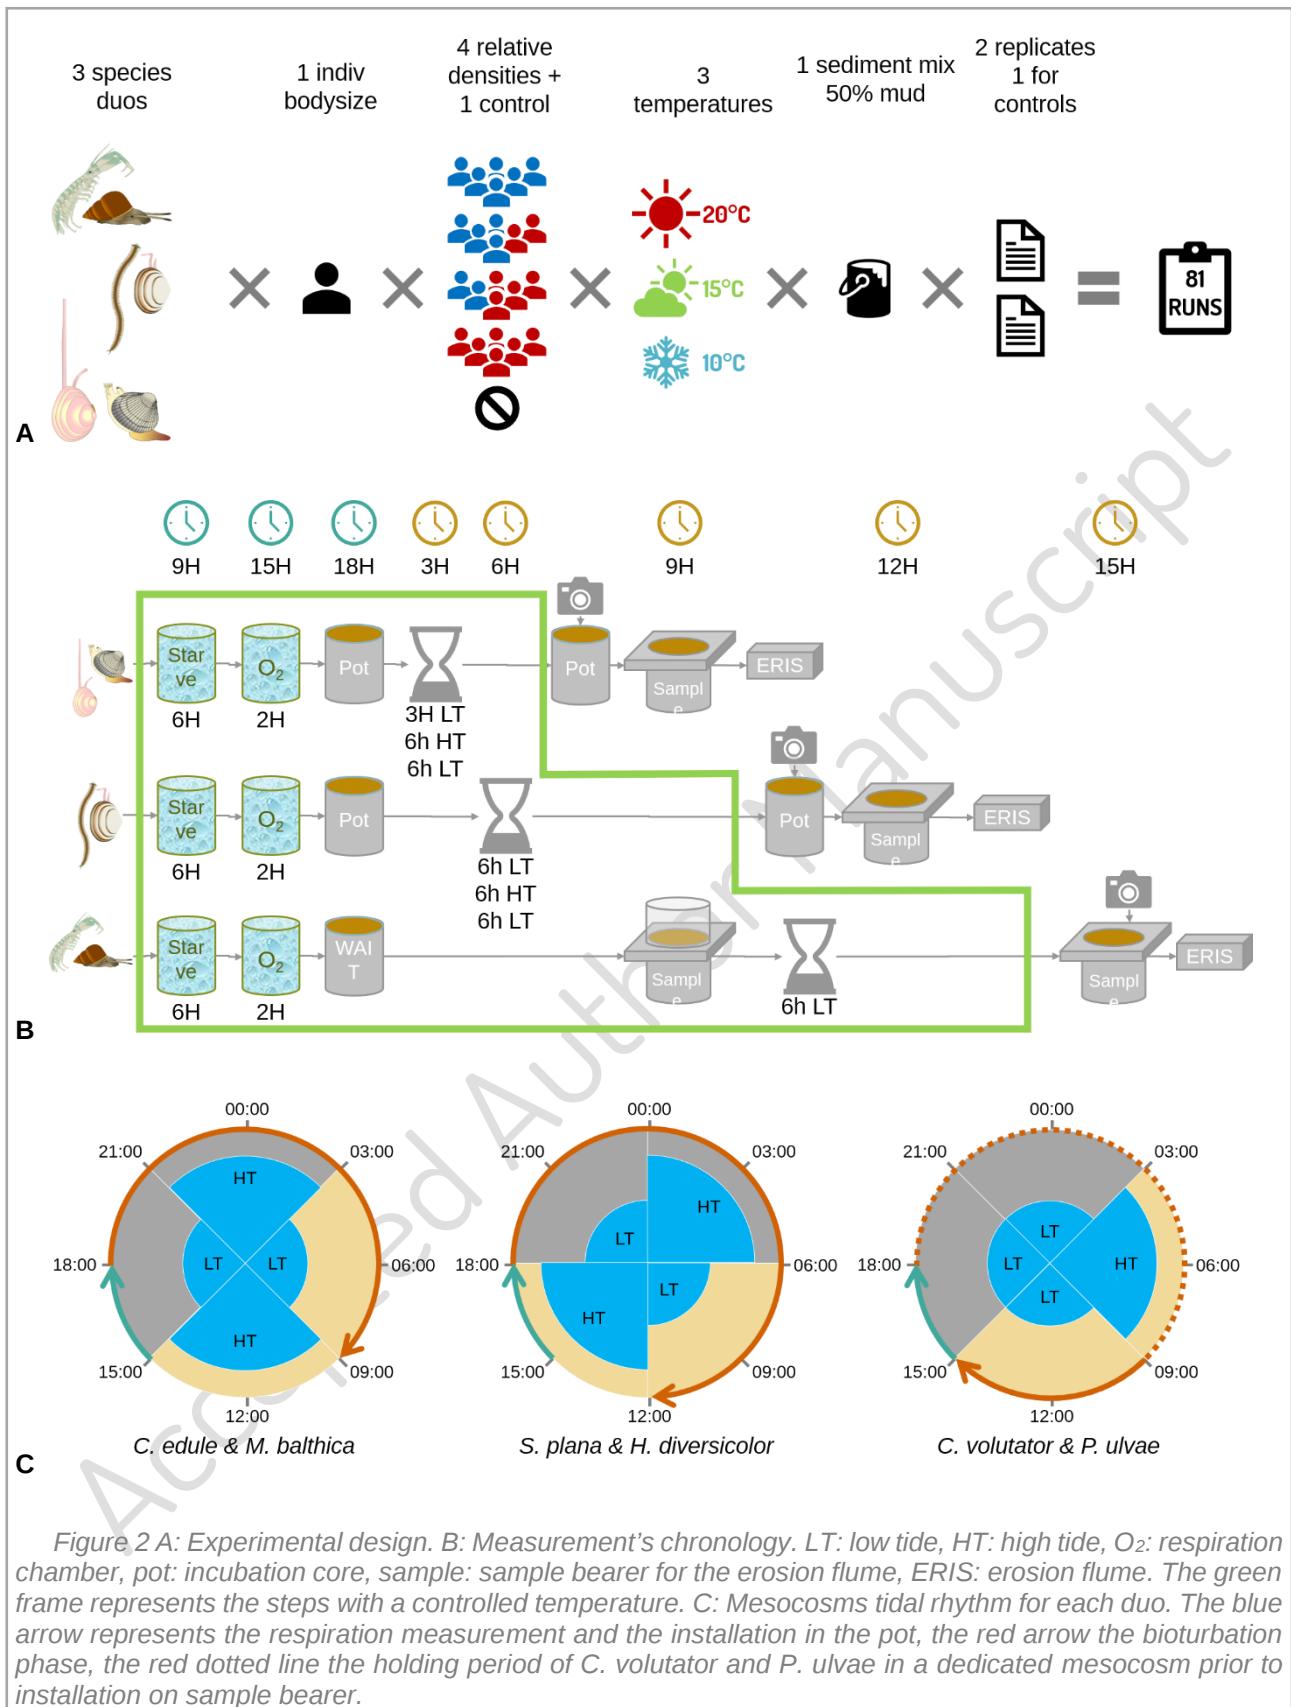 3 species
duos
1 indiv
bodysize
4 relative
densities +
1 control
3
temperatures
1 sediment mix
50% mud
2 replicates
1 for
controls
20°C
15°C
10°C
81
RUNS
A
9H 15H 18H 3H 6H 9H 12H 15H
Star
ve
O2
Pot
Pot
Sampl
e
ERIS
6H 2H
3H LT
6h HT
6h LT
Star
ve
O2
Pot
Pot
Sampl
e
ERIS
6H 2H
6h LT
6h HT
6h LT
Star
ve
O2
WAI
T
Sampl
e
Sampl
e
ERIS
6H 2H
6h LT
B
00:00
21:00 03:00
HT
18:00 LT LT 06:00
HT
15:00 09:00
12:00
C. edule & M. balthica
00:00
21:00 03:00
HT
LT
18:00 06:00
LT
HT
15:00 09:00
12:00
S. plana & H. diversicolor
00:00
21:00 03:00
LT
18:00 LT HT 06:00
LT
15:00 09:00
12:00
C. volutator & P. ulvae
C
Accepted Author Manuscript
Figure 2 A: Experimental design. B: Measurement's chronology. LT: low tide, HT: high tide, O2: respiration
chamber, pot: incubation core, sample: sample bearer for the erosion flume, ERIS: erosion flume. The green
frame represents the steps with a controlled temperature. C: Mesocosms tidal rhythm for each duo. The blue
arrow represents the respiration measurement and the installation in the pot, the red arrow the bioturbation
phase, the red dotted line the holding period of C. volutator and P. ulvae in a dedicated mesocosm prior to
installation on sample bearer.